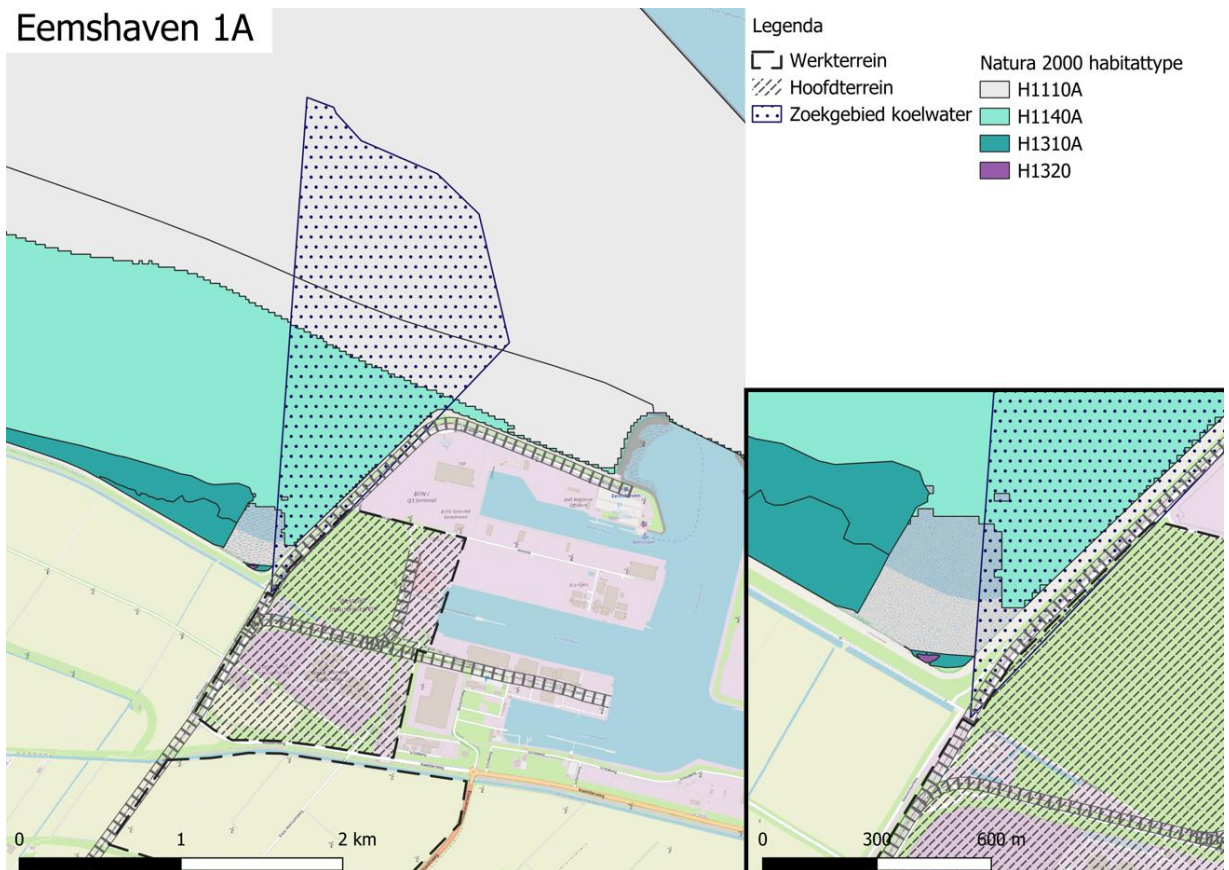 Eemshaven 1A
Legenda
Werkterrein
Hoofdterrein
Zoekgebied koelwater
Natura 2000 habitattype
H1110A
H1140A
H1310A
H1320
Eemshaven
0 1 2 km
0 300 600 m